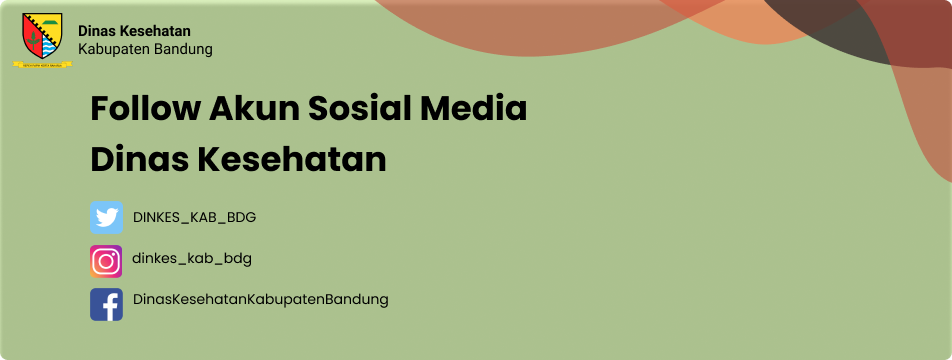 Dinas Kesehatan
Kabupaten Bandung
Follow Akun Sosial Media
Dinas Kesehatan
DINKES_KAB_BDG
dinkes_kab_bdg
DinasKesehatanKabupatenBandung